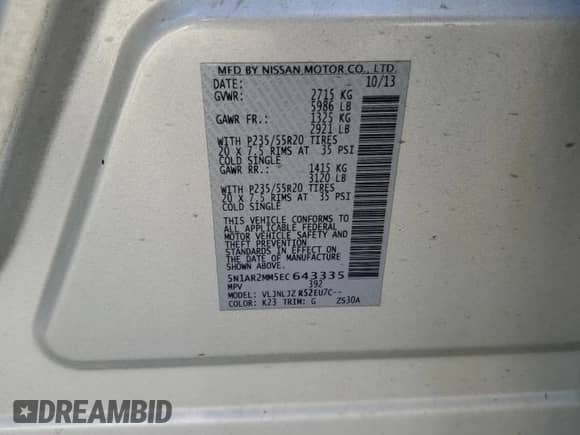 MFD BY NISSAN MOTOR CO., LTD.
DATE: 10/13
GVWR: 2715 KG
5986 LB
GAWR FR.: 1325 KG
2921 LB
WITH P235/55R20 TIRES
20 X 7.5 RIMS AT 35 PSI
COLD SINGLE
GAWR RR.: 1415 KG
3120 LB
WITH P235/55R20 TIRES
20 X 7.5 RIMS AT 35 PSI
COLD SINGLE
THIS VEHICLE CONFORMS TO
ALL APPLICABLE FEDERAL
MOTOR VEHICLE SAFETY AND
THEFT PREVENTION
STANDARDS IN EFFECT ON
THE DATE OF MANUFACTURE
SHOWN ABOVE.
5N1AR2MM5EC643335
MPV 392
MODEL: VLJNLJZ R52EU7C--
COLOR: K23 TRIM: G ZS30A
DREAMBID